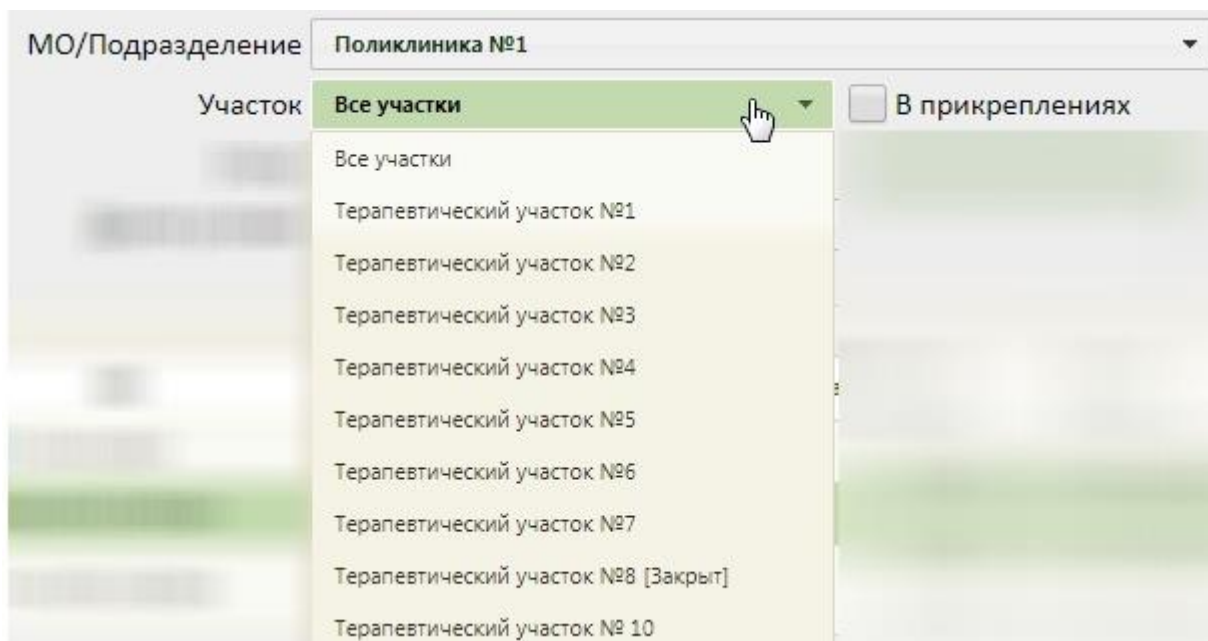 МО/Подразделение Поликлиника №1
Участок Все участки В прикреплениях
Все участки
Терапевтический участок №1
Терапевтический участок №2
Терапевтический участок №3
Терапевтический участок №4
Терапевтический участок №5
Терапевтический участок №6
Терапевтический участок №7
Терапевтический участок №8 [Закрыт]
Терапевтический участок № 10